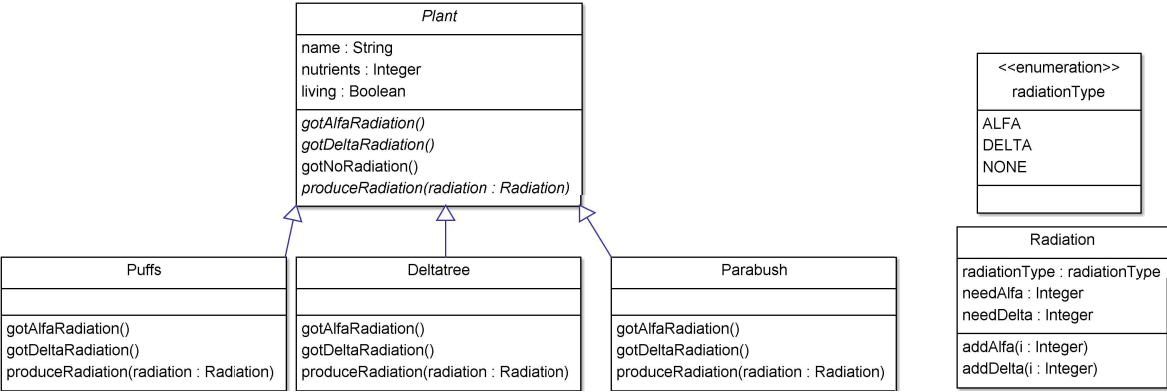 Plant
name : String
nutrients : Integer
living : Boolean
gotAlfaRadiation()
gotDeltaRadiation()
gotNoRadiation()
produceRadiation(radiation : Radiation)
<<enumeration>>
radiationType
ALFA
DELTA
NONE
Puffs
gotAlfaRadiation()
gotDeltaRadiation()
produceRadiation(radiation : Radiation)
Deltatree
gotAlfaRadiation()
gotDeltaRadiation()
produceRadiation(radiation : Radiation)
Parabush
gotAlfaRadiation()
gotDeltaRadiation()
produceRadiation(radiation : Radiation)
Radiation
radiationType : radiationType
needAlfa : Integer
needDelta : Integer
addAlfa(i : Integer)
addDelta(i : Integer)